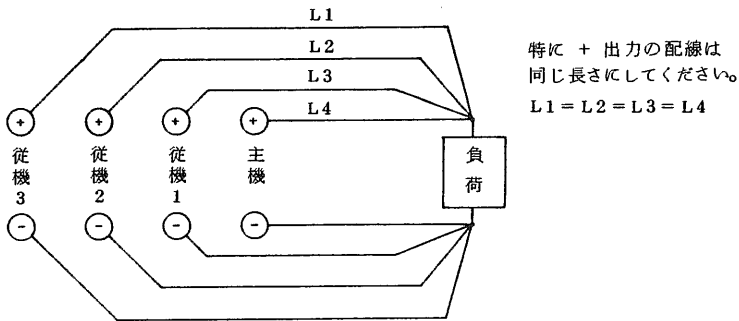 L1
L2
L3
L4
特に + 出力の配線は
同じ長さにしてください。
L1=L2=L3=L4
+
+
+
+
従機3
従機2
従機1
主機
負荷
-
-
-
-